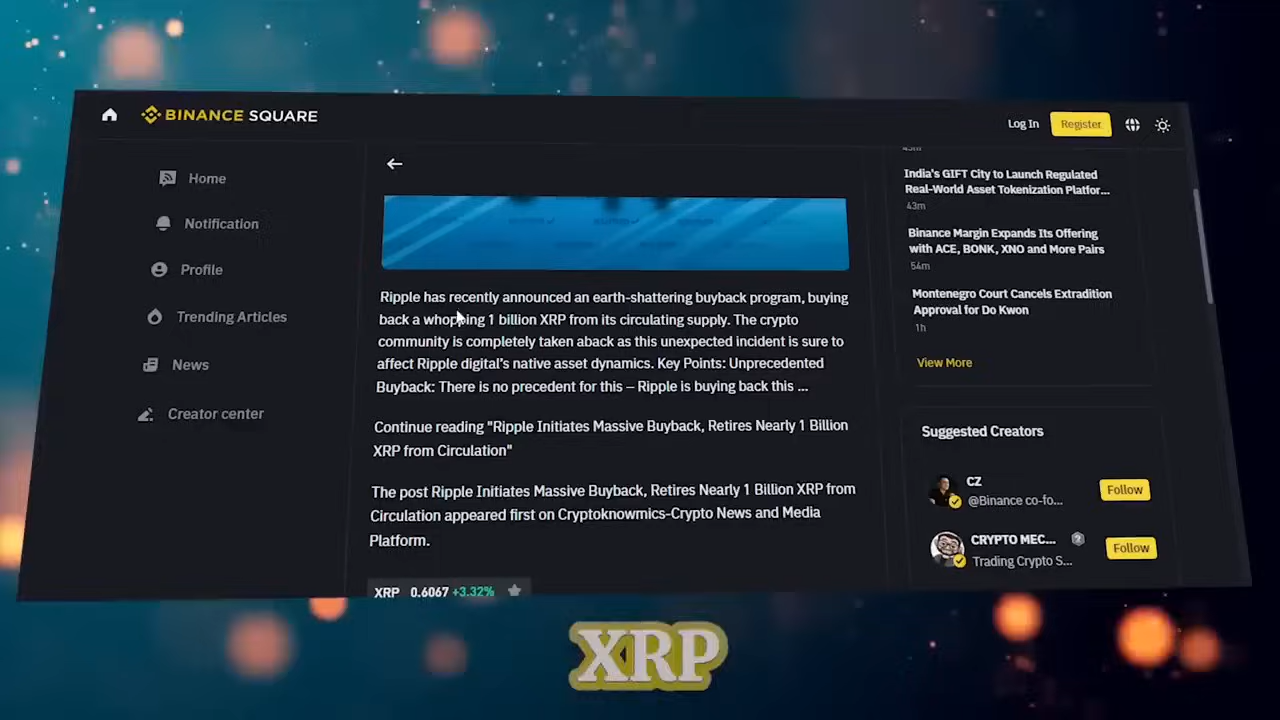 BINANCE SQUARE
Log In
Register
Home
Notification
Profile
Trending Articles
News
Creator center
Ripple has recently announced an earth-shattering buyback program, buying
back a whopping 1 billion XRP from its circulating supply. The crypto
community is completely taken aback as this unexpected incident is sure to
affect Ripple digital's native asset dynamics. Key Points: Unprecedented
Buyback: There is no precedent for this – Ripple is buying back this ...
Continue reading "Ripple Initiates Massive Buyback, Retires Nearly 1 Billion
XRP from Circulation"
The post Ripple Initiates Massive Buyback, Retires Nearly 1 Billion XRP from
Circulation appeared first on Cryptoknowmics-Crypto News and Media
Platform.
XRP 0.6067 +3.32%
India's GIFT City to Launch Regulated
Real-World Asset Tokenization Platfor...
43m
Binance Margin Expands Its Offering
with ACE, BONK, XNO and More Pairs
54m
Montenegro Court Cancels Extradition
Approval for Do Kwon
1h
View More
Suggested Creators
CZ
@Binance co-fo...
Follow
CRYPTO MEC...
Trading Crypto S...
Follow
XRP